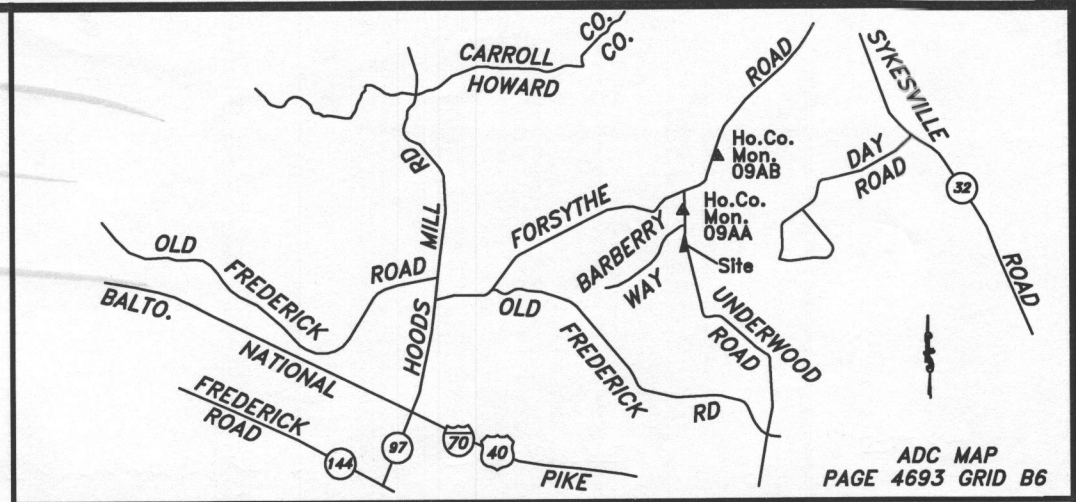 CARROLL CO.
HOWARD CO.
ROAD
SYKESVILLE
ROAD
32
DAY
ROAD
Ho.Co.
Mon.
09AB
Ho.Co.
Mon.
09AA
Site
FORSYTHE
BARBERRY
WAY
HOODS MILL RD
OLD FREDERICK ROAD
OLD FREDERICK RD
UNDERWOOD
ROAD
BALTO. NATIONAL PIKE
FREDERICK
ROAD
144
97
70
40
ADC MAP
PAGE 4693 GRID B6